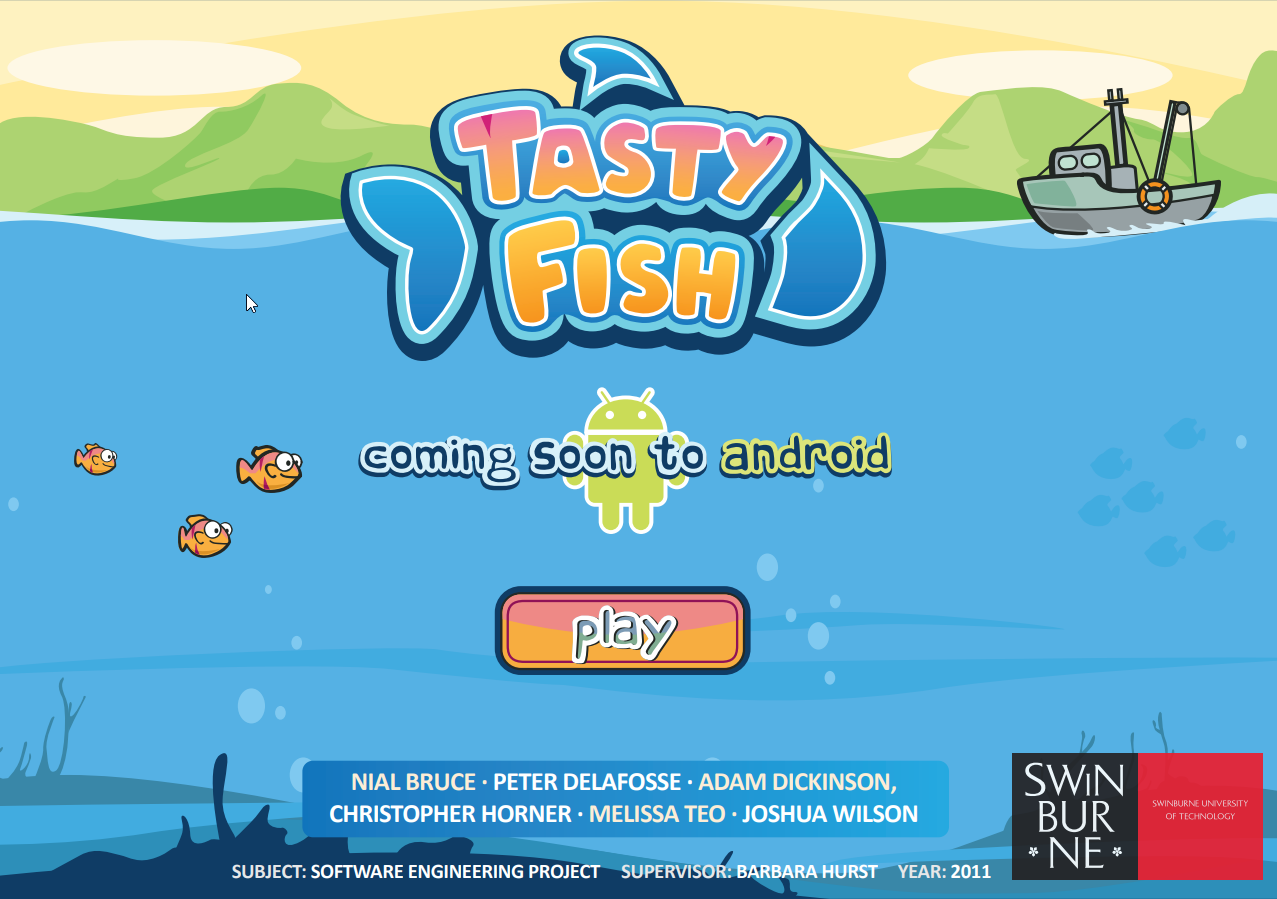 TASTY
FISH
coming soon to android
play
NIAL BRUCE · PETER DELAFOSSE · ADAM DICKINSON,
CHRISTOPHER HORNER · MELISSA TEO · JOSHUA WILSON
SUBJECT: SOFTWARE ENGINEERING PROJECT SUPERVISOR: BARBARA HURST YEAR: 2011
SWIN
BUR
NE
SWINBURNE UNIVERSITY
OF TECHNOLOGY